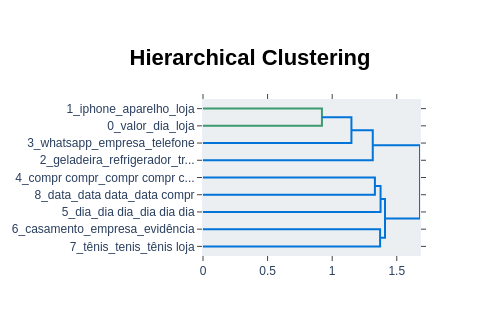 Hierarchical Clustering
1_iphone_aparelho_loja
0_valor_dia_loja
3_whatsapp_empresa_telefone
2_geladeira_refrigerador_tr...
4_compr compr_compr compr c...
8_data_data data_data compr
5_dia_dia dia_dia dia dia
6_casamento_empresa_evidência
7_tênis_tenis_tênis loja
0 0.5 1 1.5